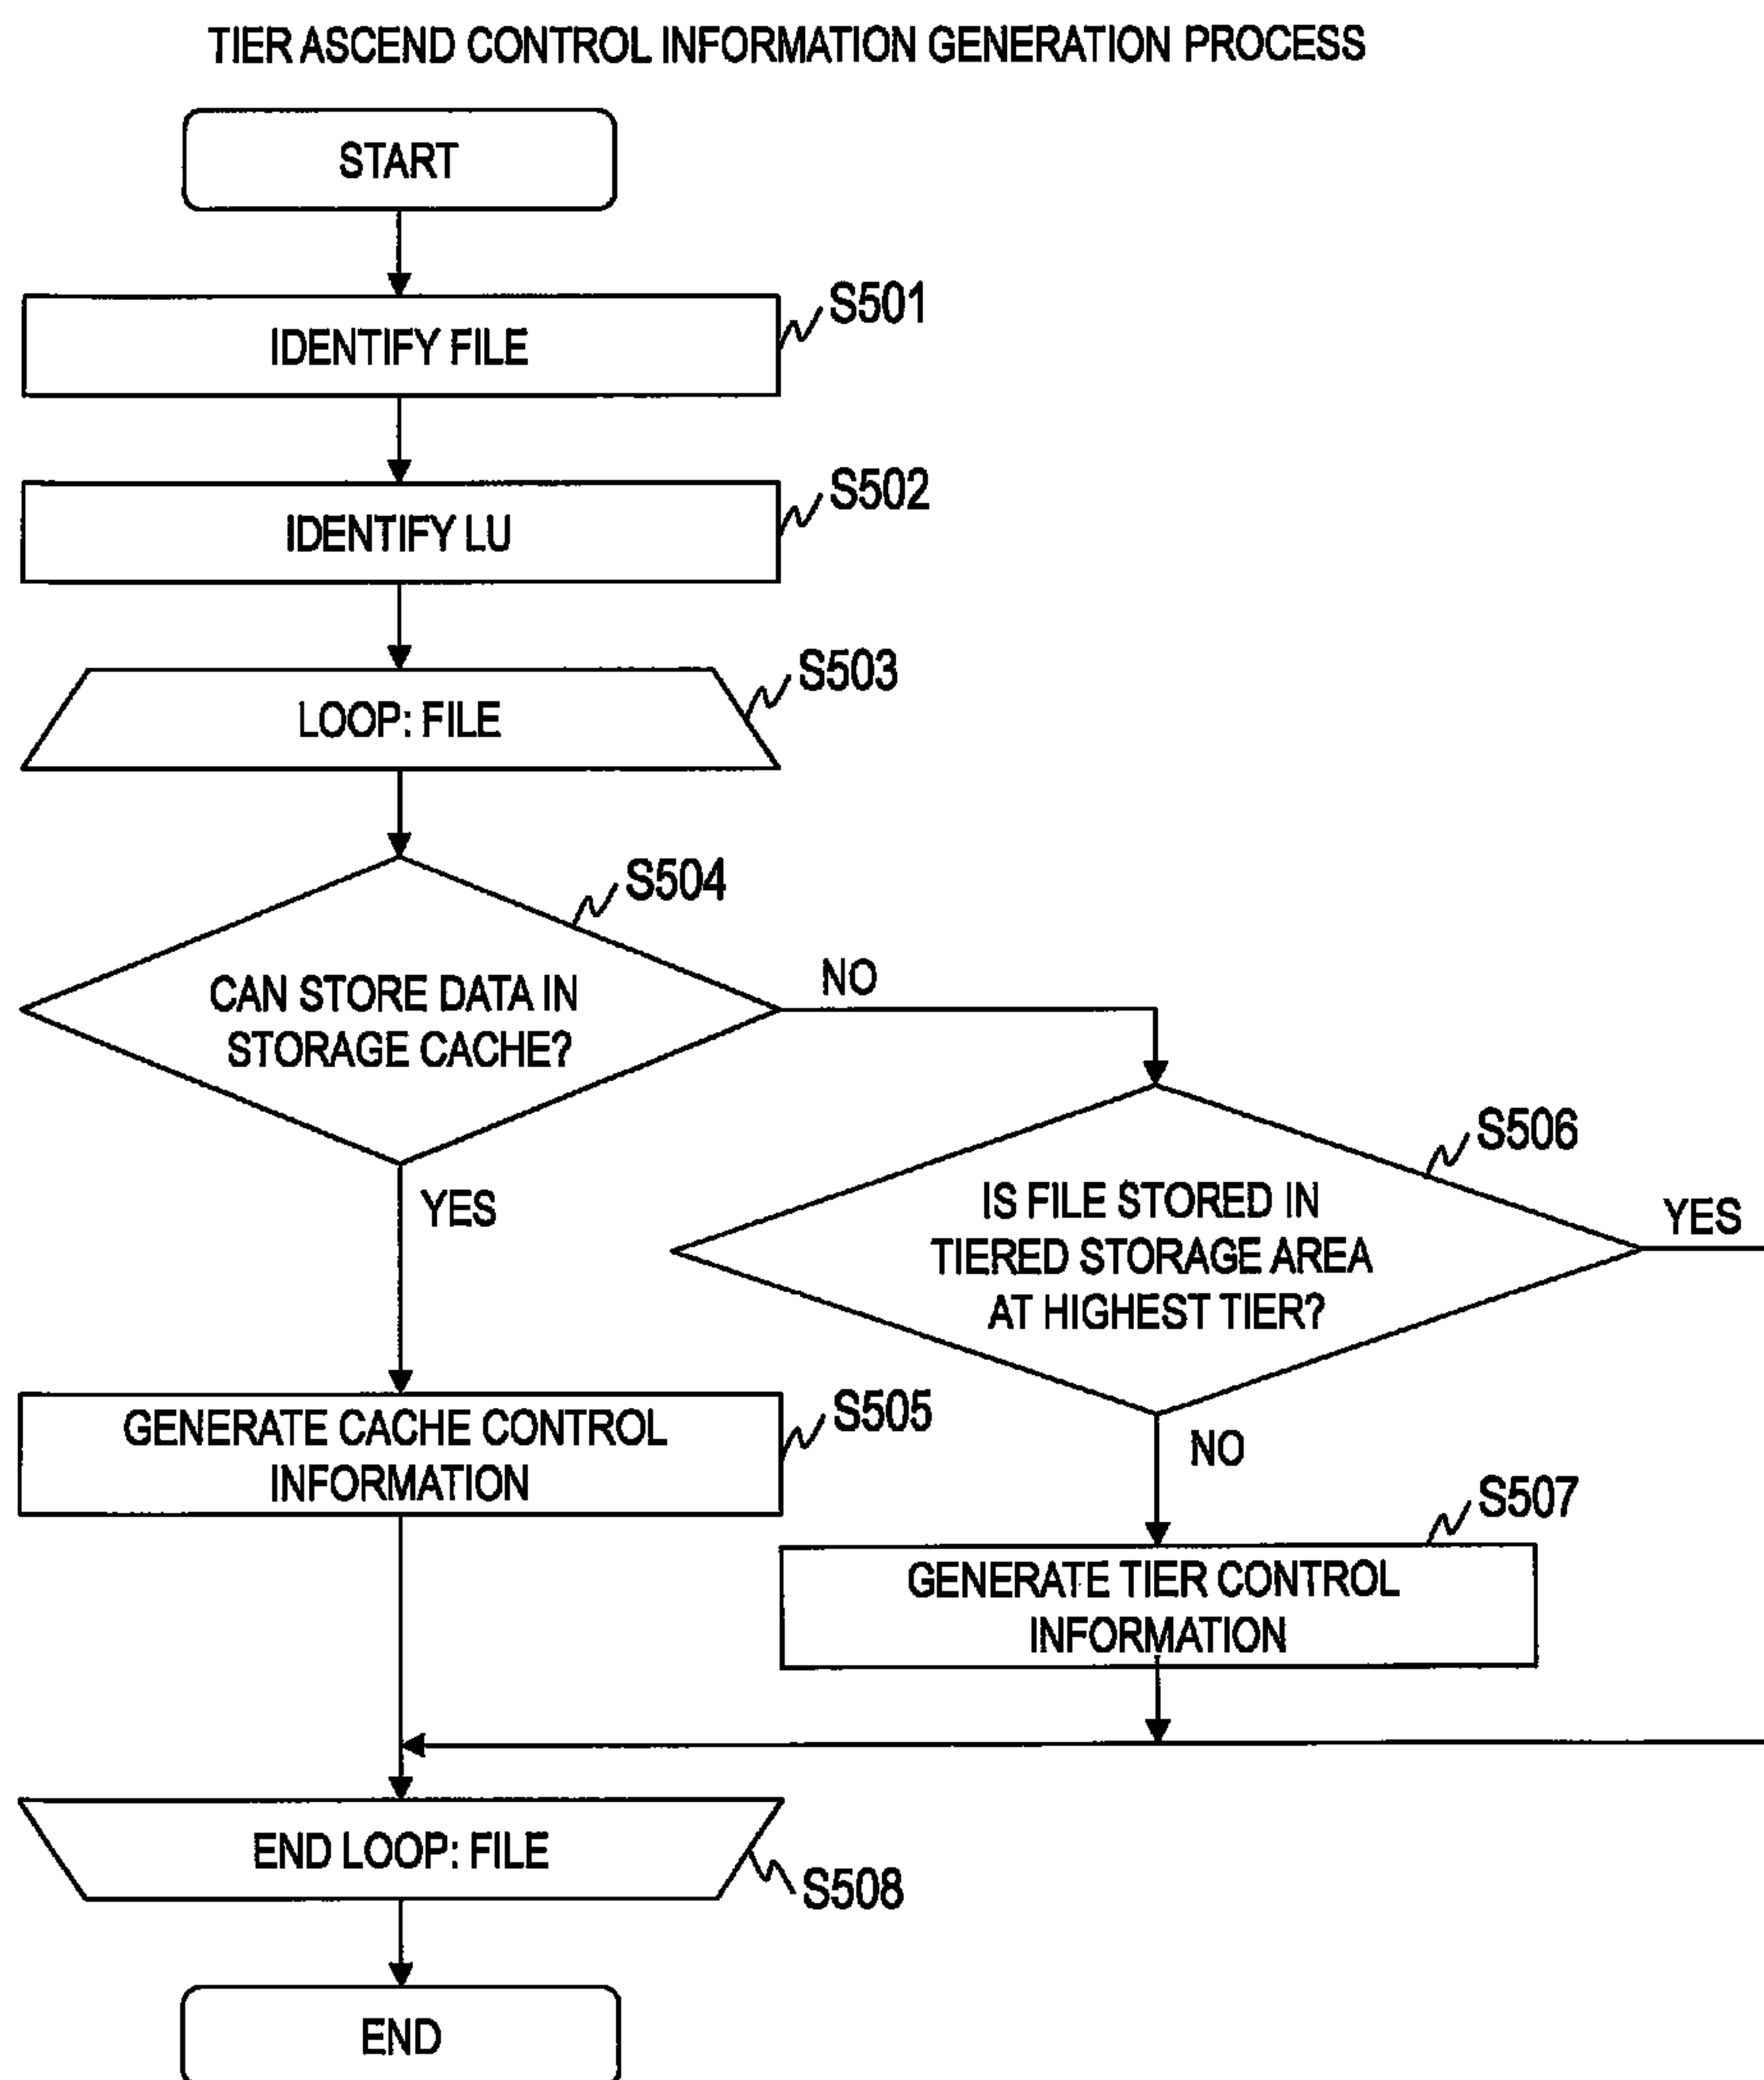 TIER ASCEND CONTROL INFORMATION GENERATION PROCESS
START
S501
IDENTIFY FILE
S502
IDENTIFY LU
S503
LOOP: FILE
S504
CAN STORE DATA IN
STORAGE CACHE?
NO
YES
S506
IS FILE STORED IN
TIERED STORAGE AREA
AT HIGHEST TIER?
YES
NO
S505
GENERATE CACHE CONTROL
INFORMATION
S507
GENERATE TIER CONTROL
INFORMATION
END LOOP: FILE
S508
END